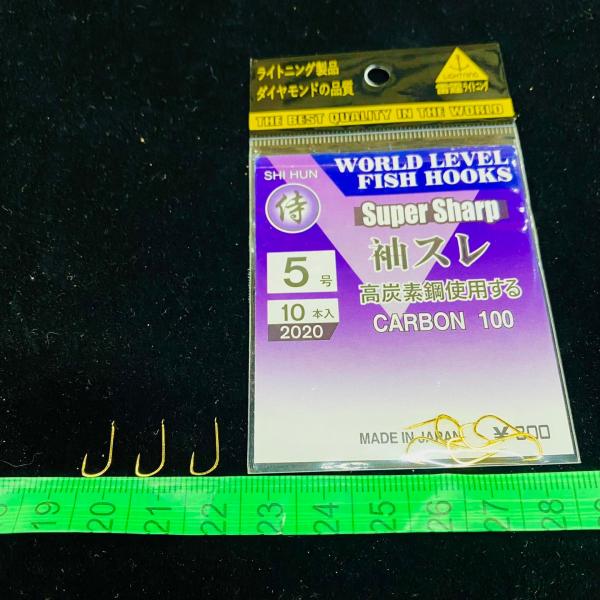 ライトニング製品
ダイヤモンドの品質
LIGHTNING
雷霆ライトニング
THE BEST QUALITY IN THE WORLD
SHI HUN
侍
WORLD LEVEL
FISH HOOKS
Super Sharp
袖スレ
5号
高炭素鋼使用する
10本入
2020
CARBON 100
MADE IN JAPAN
19 20 21 22 23 24 25 26 27 28